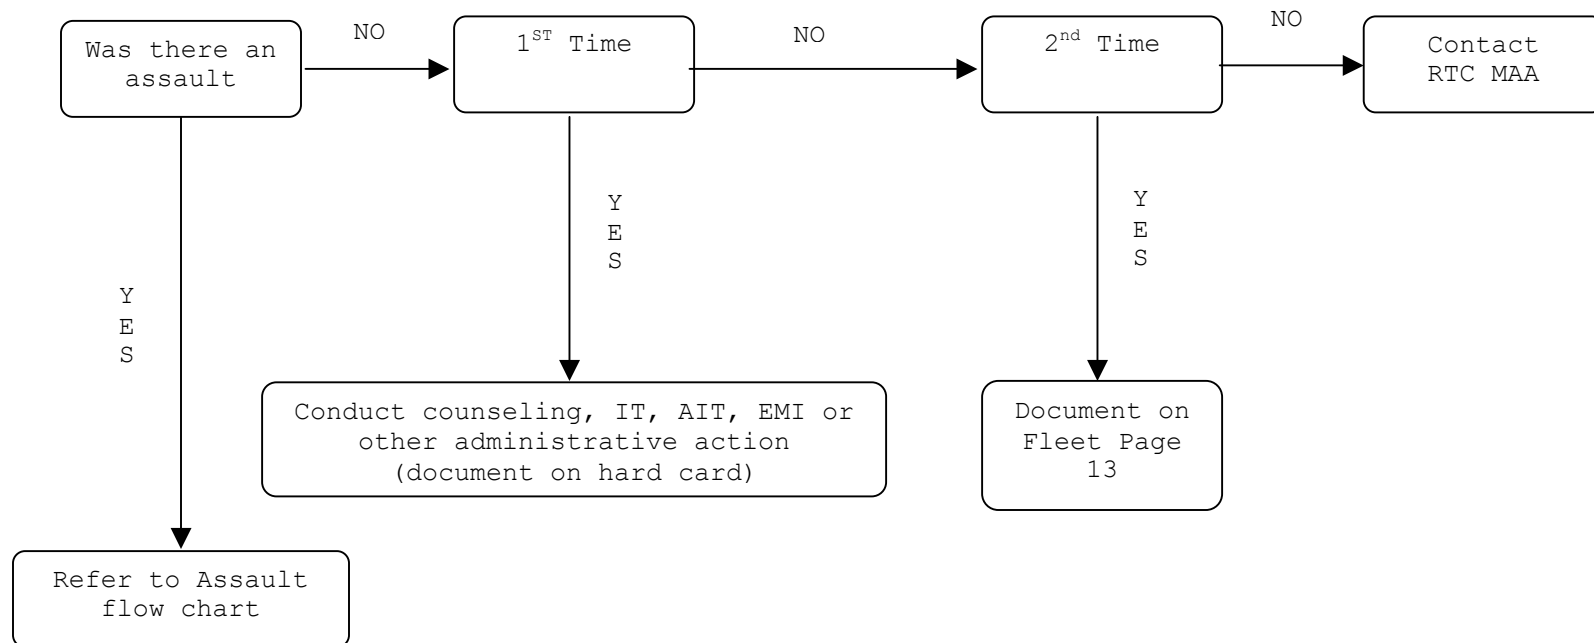 Was there an
assault
NO
1ST Time
NO
2nd Time
NO
Contact
RTC MAA
Y
E
S
Y
E
S
Y
E
S
Conduct counseling, IT, AIT, EMI or
other administrative action
(document on hard card)
Document on
Fleet Page
13
Refer to Assault
flow chart